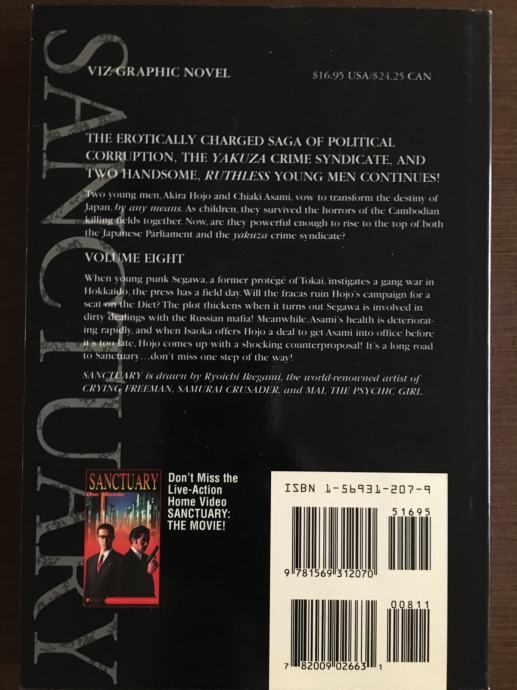 SANCTUARY
VIZ GRAPHIC NOVEL
$16.95 USA/$24.25 CAN
THE EROTICALLY CHARGED SAGA OF POLITICAL
CORRUPTION, THE YAKUZA CRIME SYNDICATE, AND
TWO HANDSOME, RUTHLESS YOUNG MEN CONTINUES!
Two young men, Akira Hojo and Chiaki Asami, vow to transform the destiny of
Japan, by any means. As children, they survived the horrors of the Cambodian
killing fields together. Now, are they powerful enough to rise to the top of both
the Japanese Parliament and the yakuza crime syndicate?
VOLUME EIGHT
When young punk Segawa, a former protégé of Tokai, instigates a gang war in
Hokkaido, the press has a field day. Will the fracas ruin Hojo's campaign for a
seat on the Diet? The plot thickens when it turns out Segawa is involved in
dirty dealings with the Russian mafia! Meanwhile, Asami's health is deteriorat-
ing rapidly, and when Isaoka offers Hojo a deal to get Asami into office before
it's too late, Hojo comes up with a shocking counterproposal! It's a long road
to Sanctuary...don't miss one step of the way!
SANCTUARY is drawn by Ryoichi Ikegami, the world-renowned artist of
CRYING FREEMAN, SAMURAI CRUSADER, and MAI, THE PSYCHIC GIRL.
SANCTUARY
the movie
Don't Miss the
Live-Action
Home Video
SANCTUARY:
THE MOVIE!
ISBN 1-56931-207-9
51695
9 781569 312070
00811
7 82009 02663 1